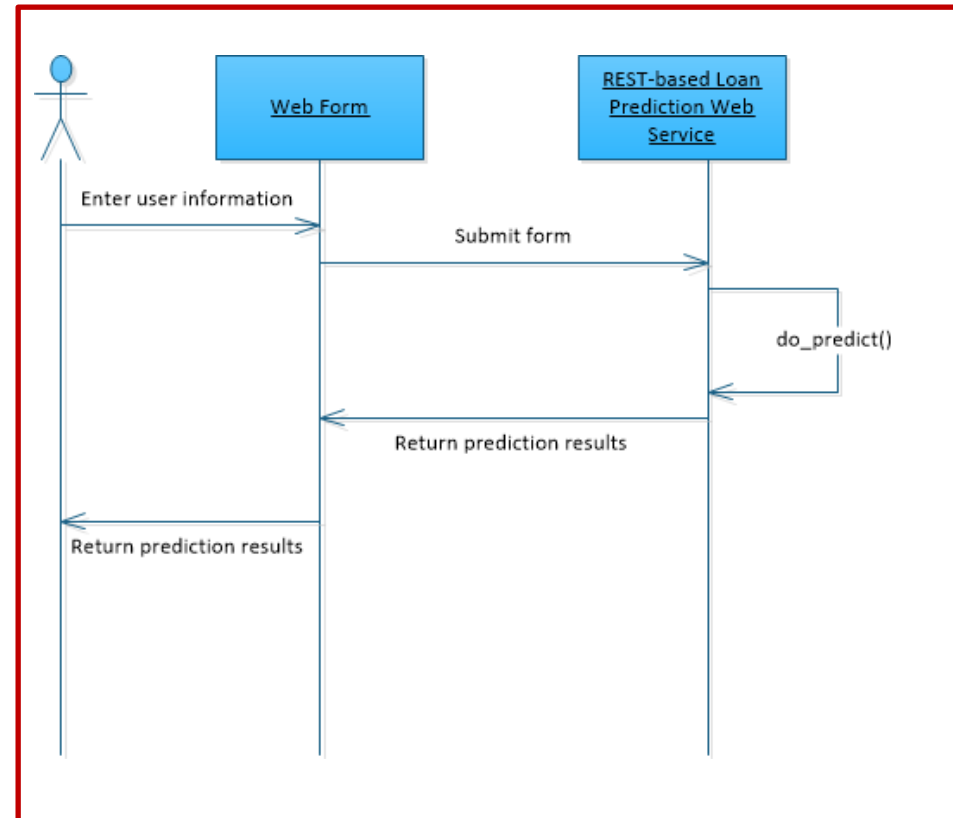 Web Form
REST-based Loan
Prediction Web
Service
Enter user information
Submit form
do_predict()
Return prediction results
Return prediction results